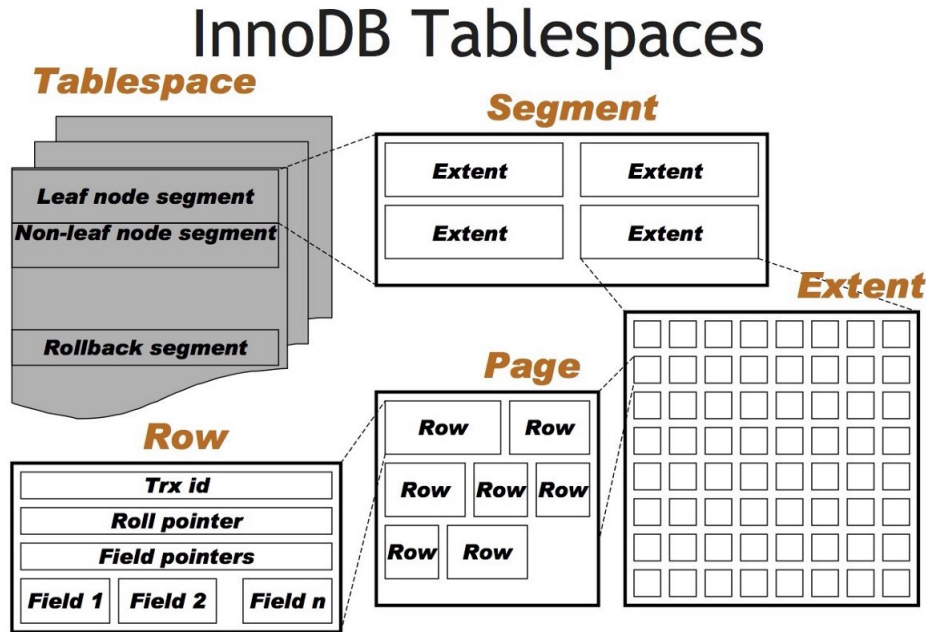 InnoDB Tablespaces
Tablespace
Leaf node segment
Non-leaf node segment
Rollback segment
Segment
Extent Extent
Extent Extent
Extent
Page
Row Row
Row Row Row
Row Row
Row
Trx id
Roll pointer
Field pointers
Field 1 Field 2 Field n